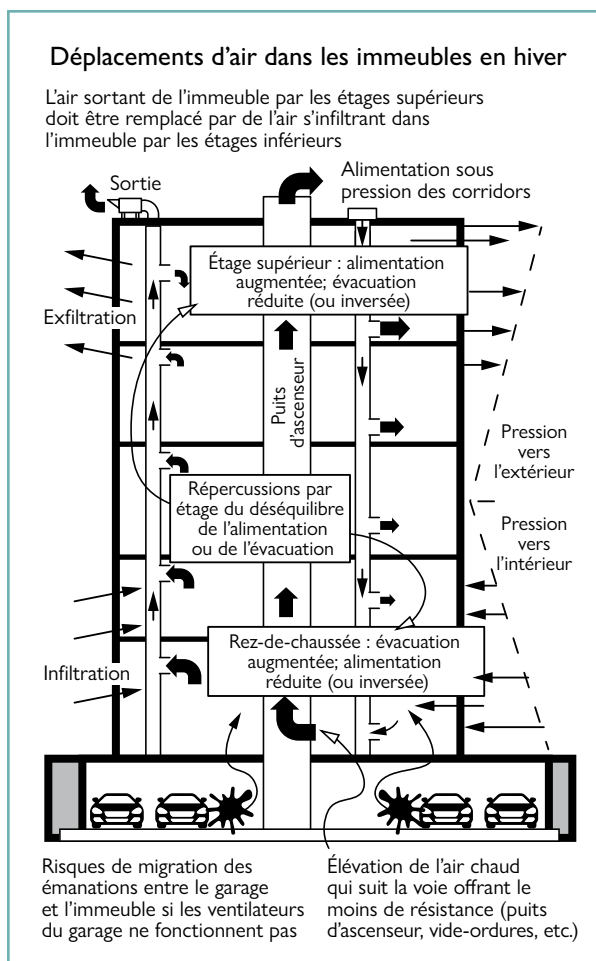 Déplacements d'air dans les immeubles en hiver
L'air sortant de l'immeuble par les étages supérieurs
doit être remplacé par de l'air s'infiltrant dans
l'immeuble par les étages inférieurs
Sortie
Alimentation sous
pression des corridors
Étage supérieur : alimentation
augmentée; évacuation
réduite (ou inversée)
Exfiltration
Puits
d'ascenseur
Pression
vers
l'extérieur
Répercussions par
étage du déséquilibre
de l'alimentation
ou de l'évacuation
Pression
vers
l'intérieur
Rez-de-chaussée : évacuation
augmentée; alimentation
réduite (ou inversée)
Infiltration
Risques de migration des
émanations entre le garage
et l'immeuble si les ventilateurs
du garage ne fonctionnent pas
Élévation de l'air chaud
qui suit la voie offrant le
moins de résistance (puits
d'ascenseur, vide-ordures, etc.)